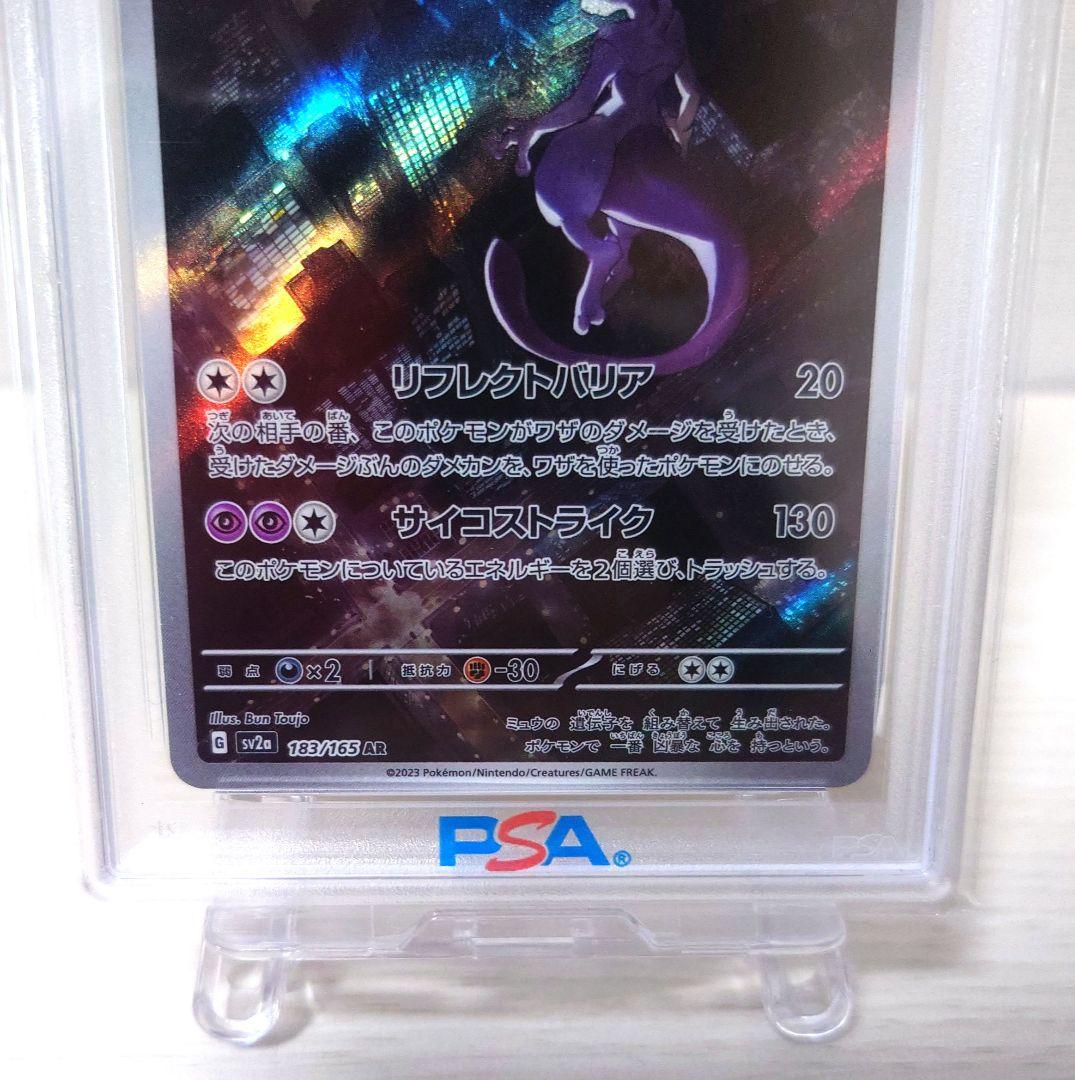 リフレクトバリア 20
次の相手の番、このポケモンがワザのダメージを受けたとき、
受けたダメージぶんのダメカンを、ワザを使ったポケモンにのせる。
サイコストライク 130
このポケモンについているエネルギーを2個選び、トラッシュする。
弱点 ×2 抵抗力 -30 にげる
Illus. Bun Toujo
ミュウの 遺伝子を 組み替えて 生み出された。
ポケモンで 一番 凶暴な 心を 持つという。
G sv2a 183/165 AR
©2023 Pokémon/Nintendo/Creatures/GAME FREAK.
PSA®
PSA